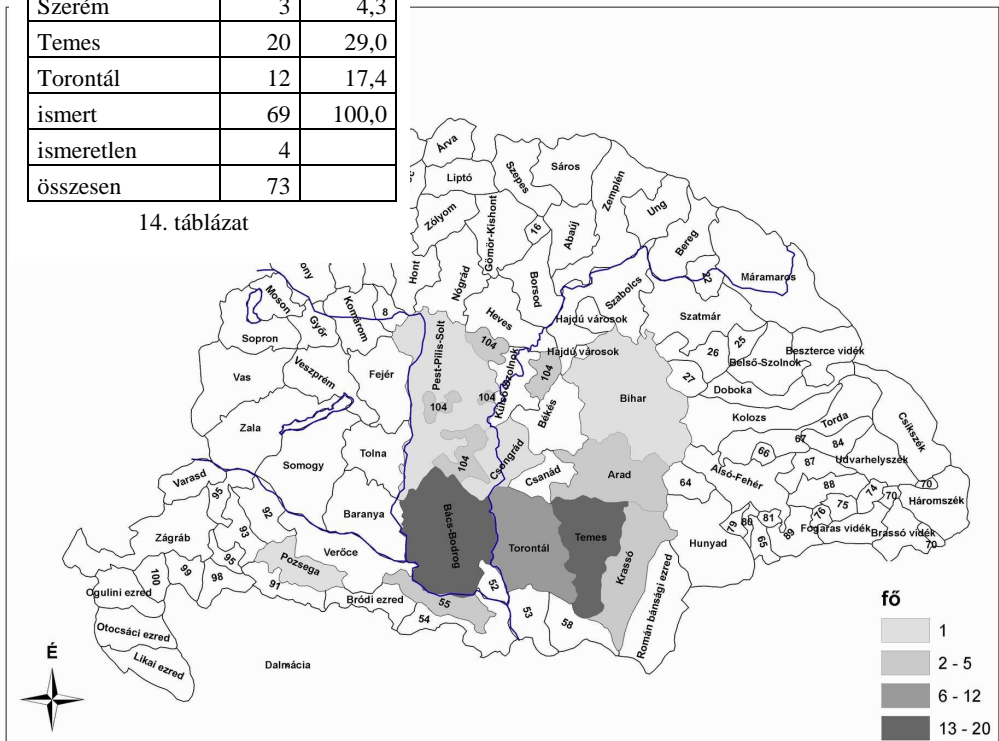 Szerém 3 4,3
Temes 20 29,0
Torontál 12 17,4
ismert 69 100,0
ismeretlen 4
összesen 73
14. táblázat
Árva
Liptó
Szepes
Sáros
Zemplén
Ung
Bereg
Máramaros
Zólyom
Gömör-Kishont
16
Abaúj
22
Hont
Nógrád
Borsod
Szabolcs
Szatmár
Moson
Győr
Komárom
8
Heves
Hajdú városok
Sopron
104
Hajdú városok
26
25
Belső-Szolnok
Beszterce vidék
Vas
Veszprém
Fejér
Pest-Pilis-Solt
Külső-Szolnok
104
27
Doboka
104
104
Békés
Bihar
Kolozs
Torda
Csíkszék
Zala
Tolna
104
Csongrád
66
67
84
Udvarhelyszék
Somogy
Csanád
Arad
64
Alsó-Fehér
87
70
Varasd
95
92
Baranya
88
74
70
Háromszék
Zágráb
93
Bács-Bodrog
Torontál
Temes
79
80
81
76
75
Fogaras vidék
Brassó vidék
70
Verőce
95
Pozsega
Krassó
Hunyad
65
89
100
99
98
91
52
Ogulini ezred
Bródi ezred
55
54
53
58
Román bánsági ezred
Otocsáci ezred
Likai ezred
Dalmácia
É
fő
1
2 - 5
6 - 12
13 - 20